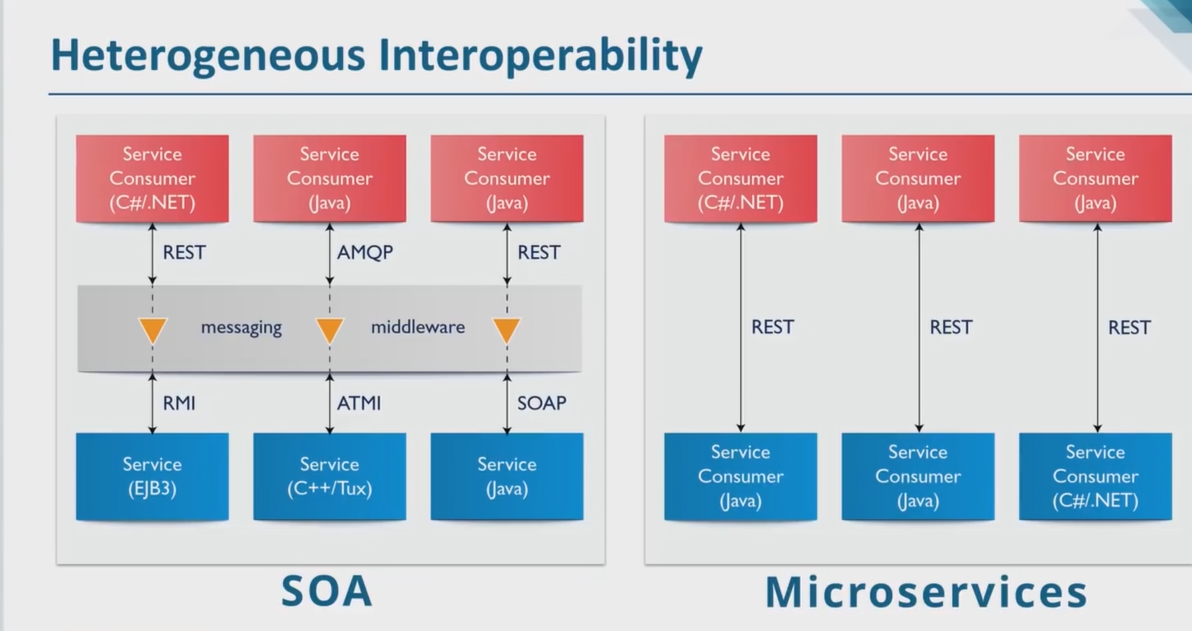 Heterogeneous Interoperability
Service
Consumer
(C#/.NET)
Service
Consumer
(Java)
Service
Consumer
(Java)
REST
AMQP
REST
messaging
middleware
RMI
ATMI
SOAP
Service
(EJB3)
Service
(C++/Tux)
Service
(Java)
SOA
Service
Consumer
(C#/.NET)
Service
Consumer
(Java)
Service
Consumer
(Java)
REST
REST
REST
Service
Consumer
(Java)
Service
Consumer
(Java)
Service
Consumer
(C#/.NET)
Microservices